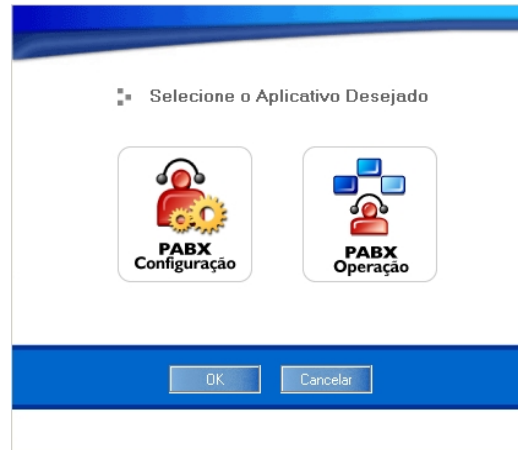 Selecione o Aplicativo Desejado
PABX
Configuração
PABX
Operação
OK
Cancelar